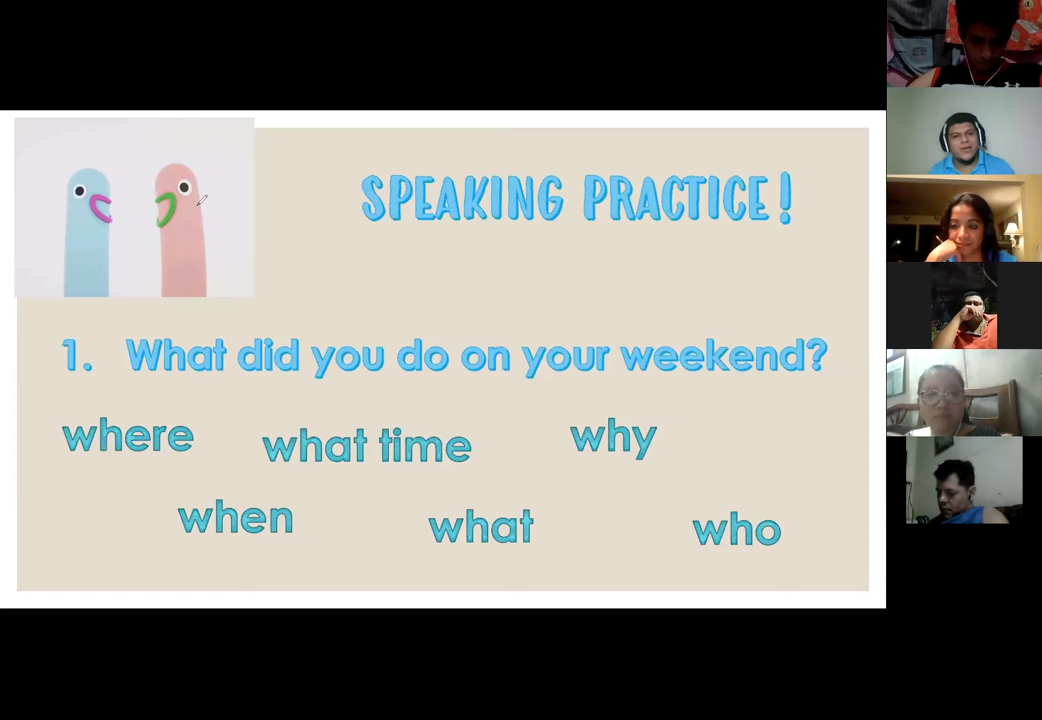 SPEAKING PRACTICE!
1. What did you do on your weekend?
where what time why
when what who